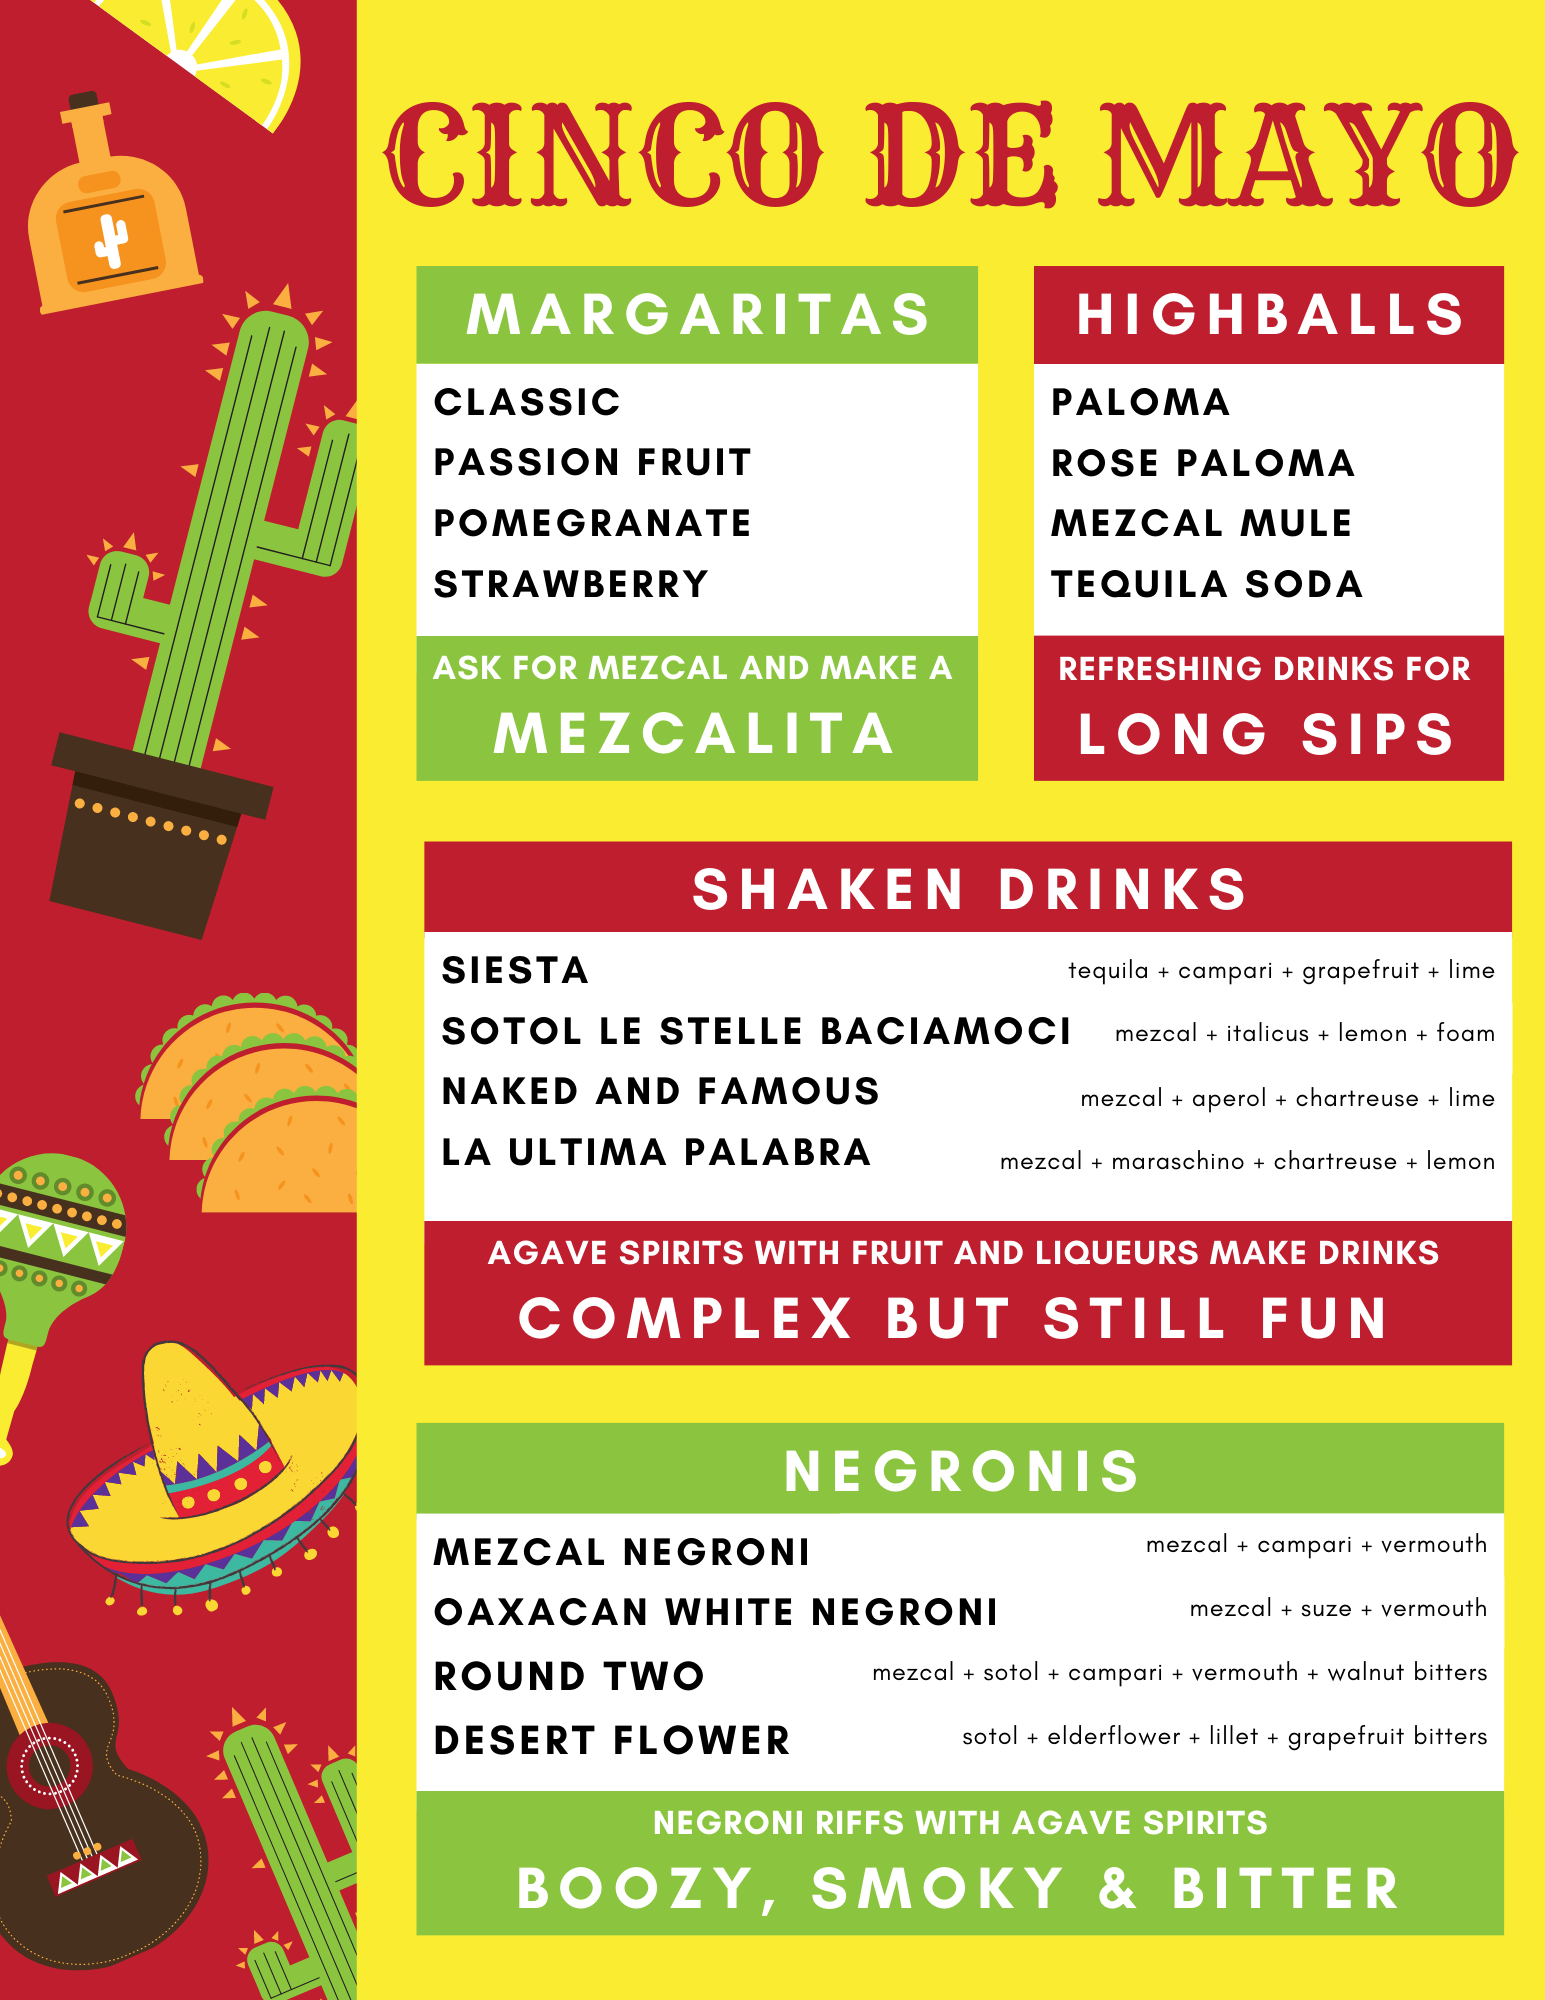 CINCO DE MAYO
MARGARITAS
CLASSIC
PASSION FRUIT
POMEGRANATE
STRAWBERRY
ASK FOR MEZCAL AND MAKE A
MEZCALITA
HIGHBALLS
PALOMA
ROSE PALOMA
MEZCAL MULE
TEQUILA SODA
REFRESHING DRINKS FOR
LONG SIPS
SHAKEN DRINKS
SIESTA tequila + campari + grapefruit + lime
SOTOL LE STELLE BACIAMOCI mezcal + italicus + lemon + foam
NAKED AND FAMOUS mezcal + aperol + chartreuse + lime
LA ULTIMA PALABRA mezcal + maraschino + chartreuse + lemon
AGAVE SPIRITS WITH FRUIT AND LIQUEURS MAKE DRINKS
COMPLEX BUT STILL FUN
NEGRONIS
MEZCAL NEGRONI mezcal + campari + vermouth
OAXACAN WHITE NEGRONI mezcal + suze + vermouth
ROUND TWO mezcal + sotol + campari + vermouth + walnut bitters
DESERT FLOWER sotol + elderflower + lillet + grapefruit bitters
NEGRONI RIFFS WITH AGAVE SPIRITS
BOOZY, SMOKY & BITTER